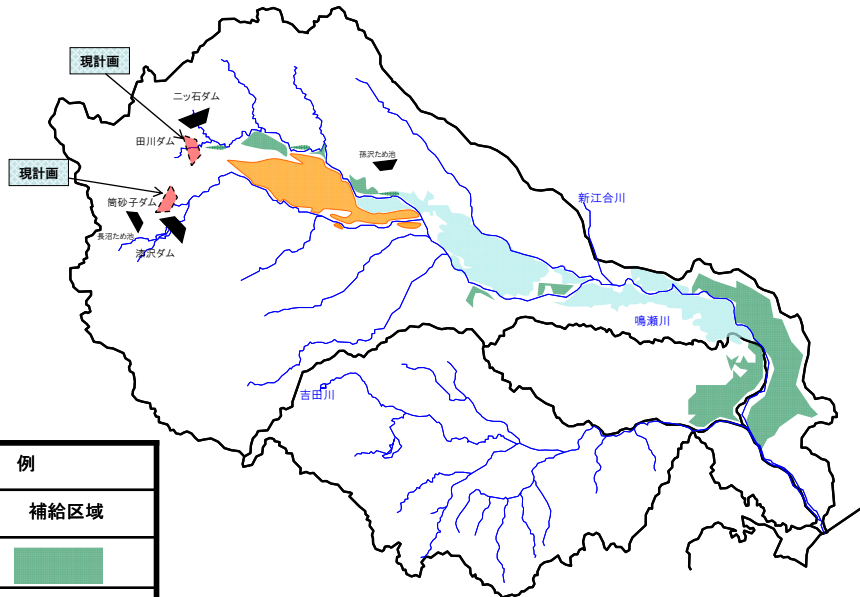 現計画
二ッ石ダム
田川ダム
孫沢ため池
現計画
筒砂子ダム
長沼ため池
漆沢ダム
新江合川
鳴瀬川
吉田川
例
補給区域